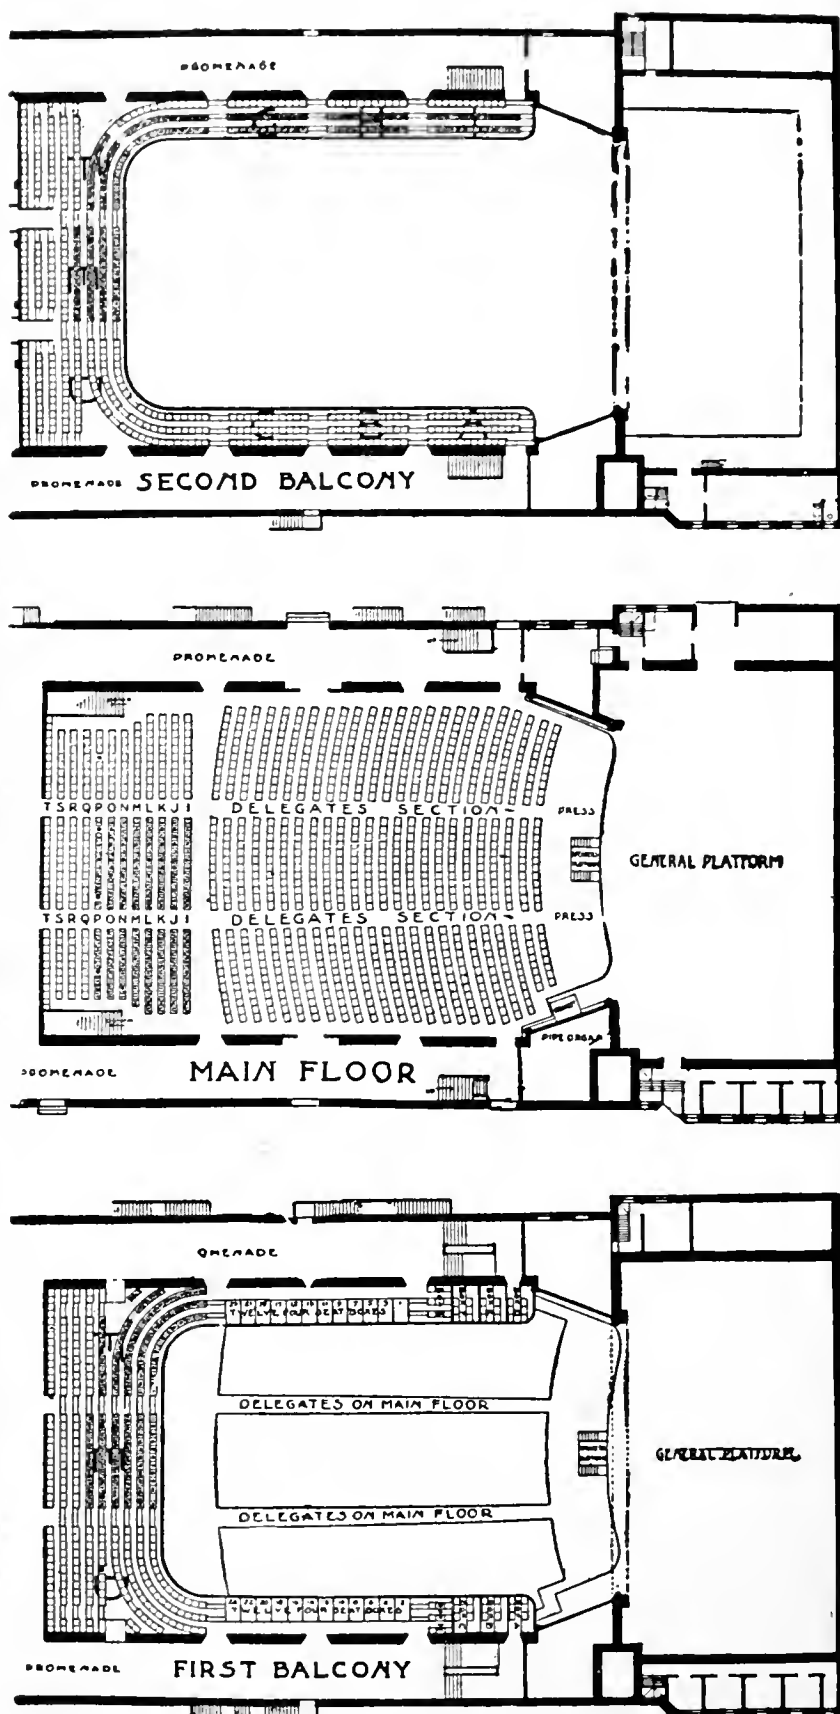 PROMENADE
PROMENADE SECOND BALCONY
PROMENADE
TSRQPONMLKJI DELEGATES SECTION PRESS
GENERAL PLATFORM
TSRQPONMLKJI DELEGATES SECTION PRESS
PIPE ORGAN
PROMENADE MAIN FLOOR
OMENADE
TWELVE FOUR SEAT BOXES
DELEGATES ON MAIN FLOOR
GENERAL PLATFORM
DELEGATES ON MAIN FLOOR
TWELVE FOUR SEAT BOXES
PROMENADE FIRST BALCONY